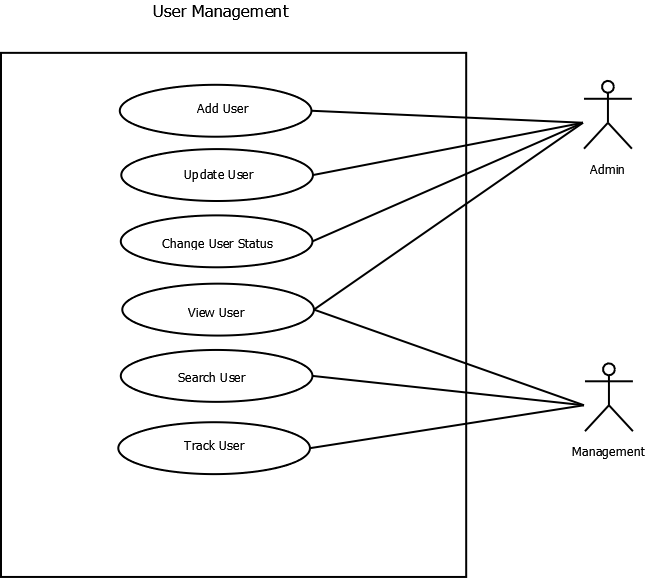 User Management
Add User
Update User
Admin
Change User Status
View User
Search User
Track User
Management